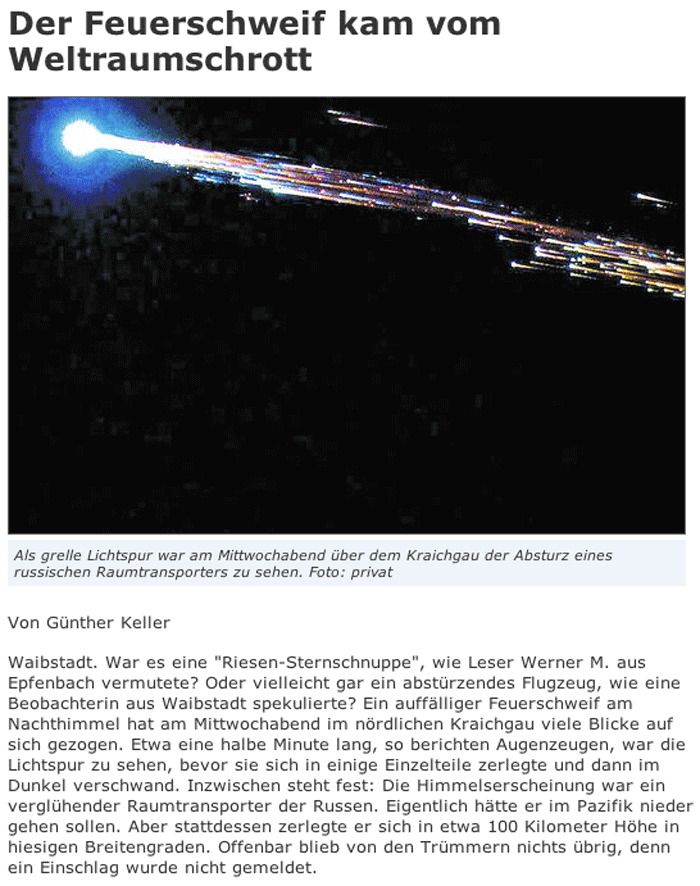 Der Feuerschweif kam vom
Weltraumschrott
Als grelle Lichtspur war am Mittwochabend über dem Kraichgau der Absturz eines
russischen Raumtransporters zu sehen. Foto: privat
Von Günther Keller
Waibstadt. War es eine "Riesen-Sternschnuppe", wie Leser Werner M. aus
Epfenbach vermutete? Oder vielleicht gar ein abstürzendes Flugzeug, wie eine
Beobachterin aus Waibstadt spekulierte? Ein auffälliger Feuerschweif am
Nachthimmel hat am Mittwochabend im nördlichen Kraichgau viele Blicke auf
sich gezogen. Etwa eine halbe Minute lang, so berichten Augenzeugen, war die
Lichtspur zu sehen, bevor sie sich in einige Einzelteile zerlegte und dann im
Dunkel verschwand. Inzwischen steht fest: Die Himmelserscheinung war ein
verglühender Raumtransporter der Russen. Eigentlich hätte er im Pazifik nieder
gehen sollen. Aber stattdessen zerlegte er sich in etwa 100 Kilometer Höhe in
hiesigen Breitengraden. Offenbar blieb von den Trümmern nichts übrig, denn
ein Einschlag wurde nicht gemeldet.